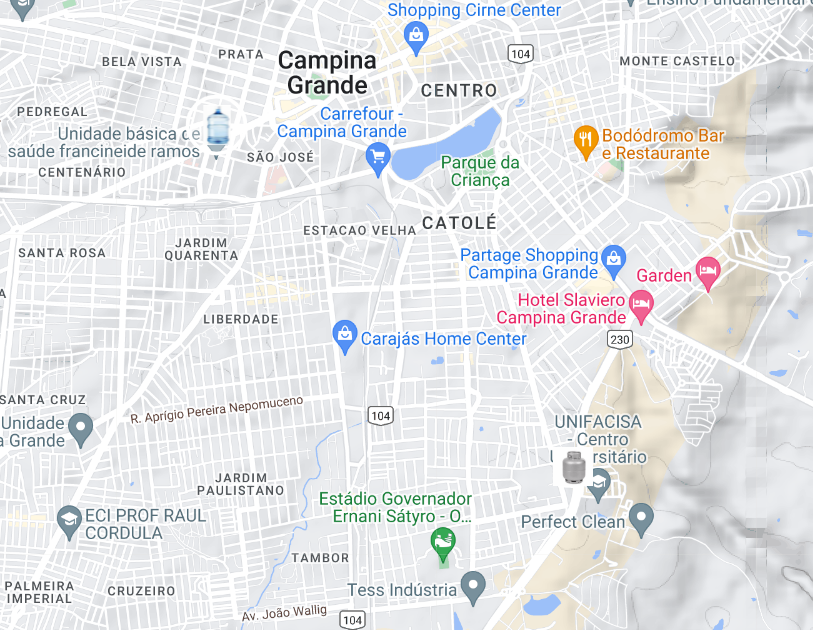 Ensino Fundamental
Shopping Cirne Center
PRATA
BELA VISTA
Campina
Grande
104
MONTE CASTELO
CENTRO
PEDREGAL
Carrefour -
Campina Grande
Unidade básica de
saúde francineide ramos
Bodódromo Bar
e Restaurante
SÃO JOSÉ
Parque da
Criança
CENTENÁRIO
CATOLÉ
ESTACAO VELHA
JARDIM
QUARENTA
SANTA ROSA
Partage Shopping
Campina Grande
Garden
A
Hotel Slaviero
Campina Grande
LIBERDADE
Carajás Home Center
230
SANTA CRUZ
R. Aprígio Pereira Nepomuceno
104
Unidade
a Grande
UNIFACISA
- Centro
U ersitário
JARDIM
PAULISTANO
Estádio Governador
Ernani Sátyro - O...
ECI PROF RAUL
CORDULA
Perfect Clean
TAMBOR
PALMEIRA
IMPERIAL
CRUZEIRO
Tess Indústria
Av. João Wallig
104